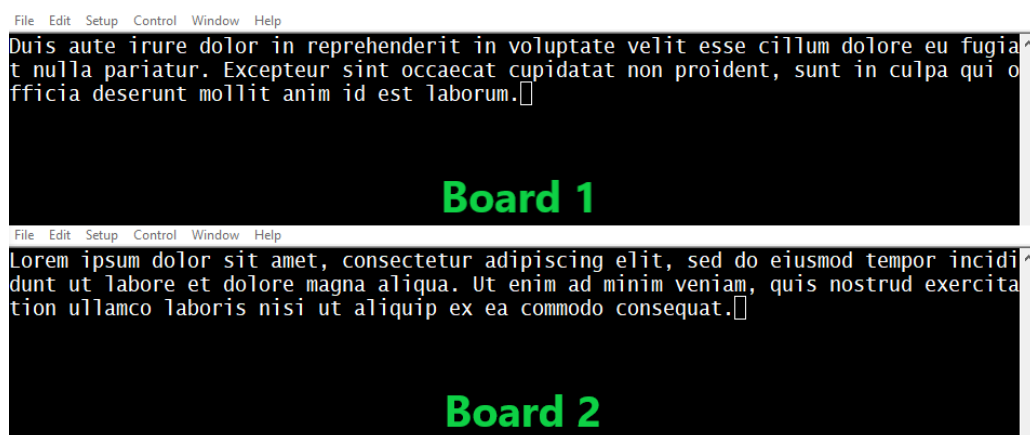 File Edit Setup Control Window Help
Duis aute irure dolor in reprehenderit in voluptate velit esse cillum dolore eu fugia
t nulla pariatur. Excepteur sint occaecat cupidatat non proident, sunt in culpa qui o
fficia deserunt mollit anim id est laborum.
Board 1
File Edit Setup Control Window Help
Lorem ipsum dolor sit amet, consectetur adipiscing elit, sed do eiusmod tempor incidi
dunt ut labore et dolore magna aliqua. Ut enim ad minim veniam, quis nostrud exercita
tion ullamco laboris nisi ut aliquip ex ea commodo consequat.
Board 2